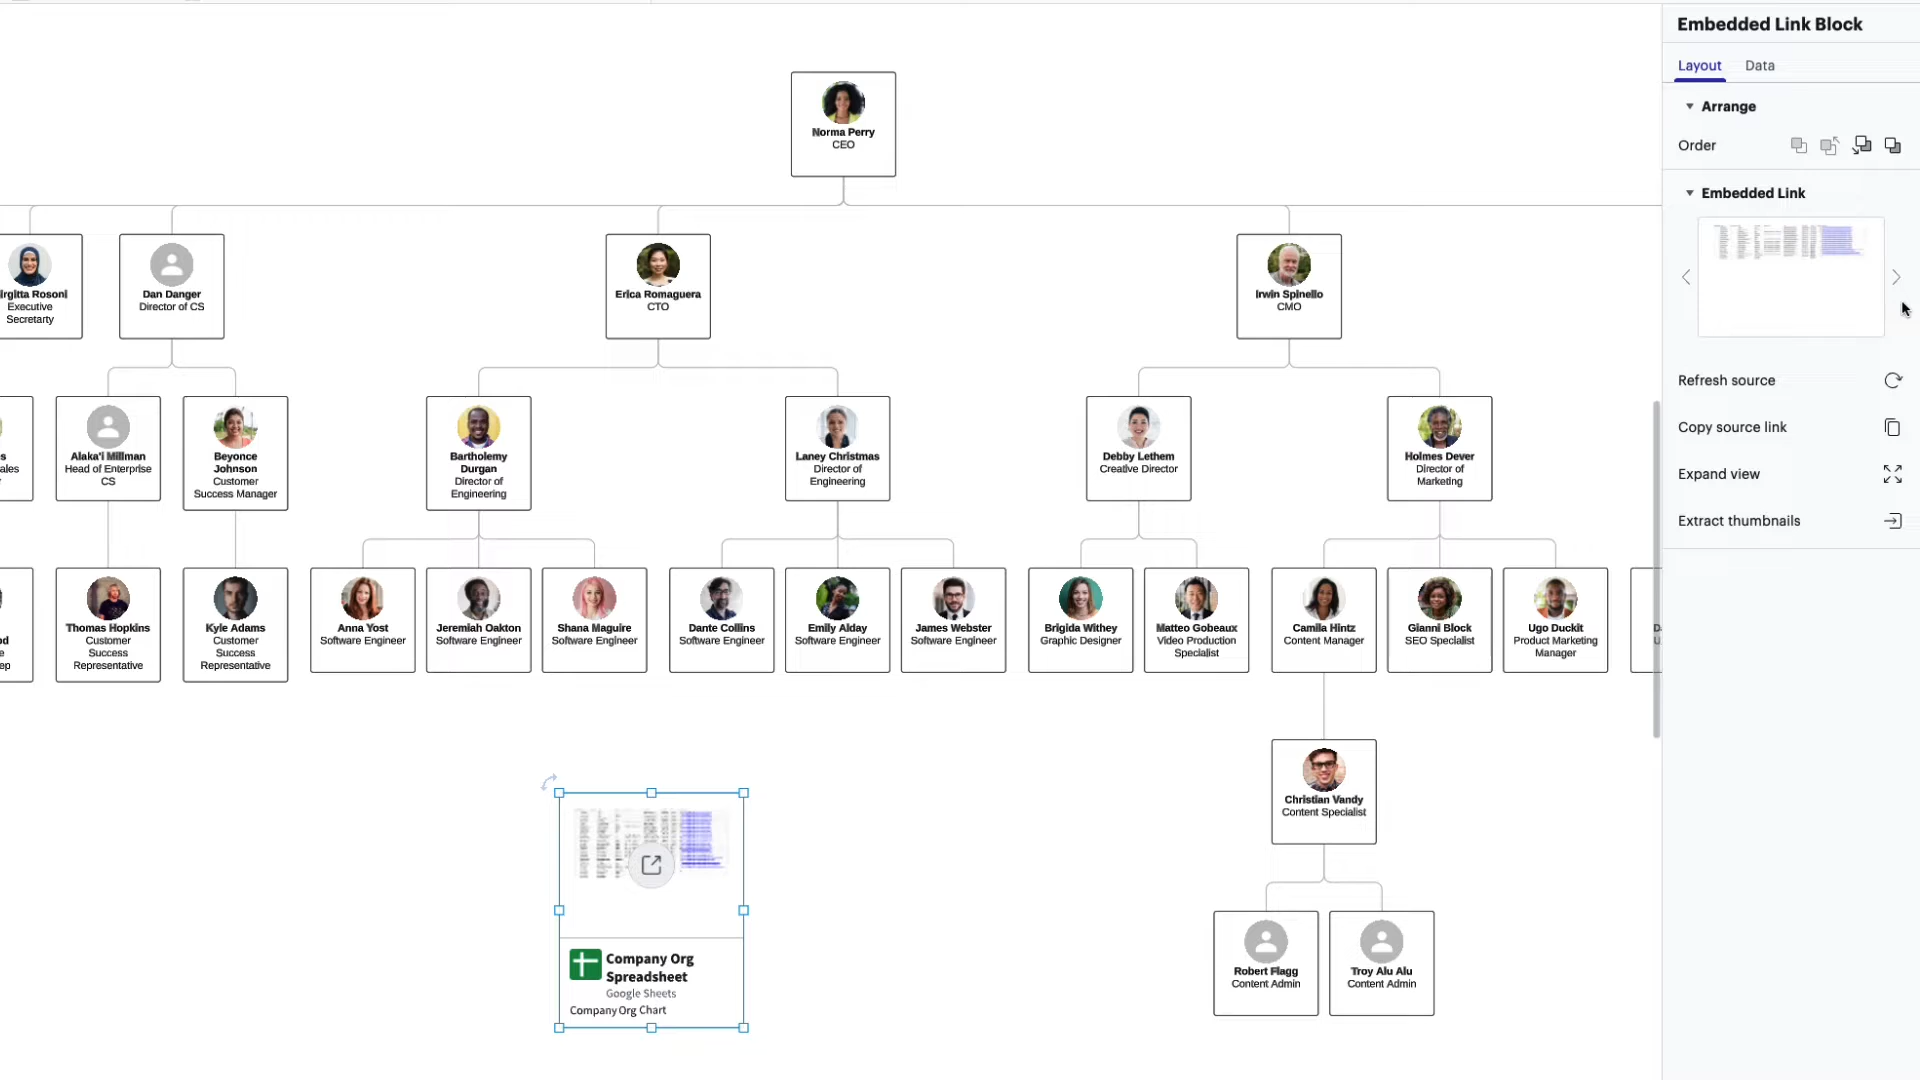 Embedded Link Block
Layout
Data
Arrange
Order
Embedded Link
Refresh source
Copy source link
Expand view
Extract thumbnails
Norma Perry
CEO
irgitta Rosoni
Executive
Secretarty
Dan Danger
Director of CS
Erica Romaguera
CTO
Irwin Spinello
CMO
s
ales
r
Alaka'i Millman
Head of Enterprise
CS
Beyonce
Johnson
Customer
Success Manager
Bartholemy
Durgan
Director of
Engineering
Laney Christmas
Director of
Engineering
Debby Lethem
Creative Director
Holmes Dever
Director of
Marketing
od
e
ep
Thomas Hopkins
Customer
Success
Representative
Kyle Adams
Customer
Success
Representative
Anna Yost
Software Engineer
Jeremiah Oakton
Software Engineer
Shana Maguire
Software Engineer
Dante Collins
Software Engineer
Emily Alday
Software Engineer
James Webster
Software Engineer
Brigida Withey
Graphic Designer
Matteo Gobeaux
Video Production
Specialist
Camila Hintz
Content Manager
Gianni Block
SEO Specialist
Ugo Duckit
Product Marketing
Manager
D
U
Christian Vandy
Content Specialist
Robert Flagg
Content Admin
Troy Alu Alu
Content Admin
Company Org
Spreadsheet
Google Sheets
Company Org Chart